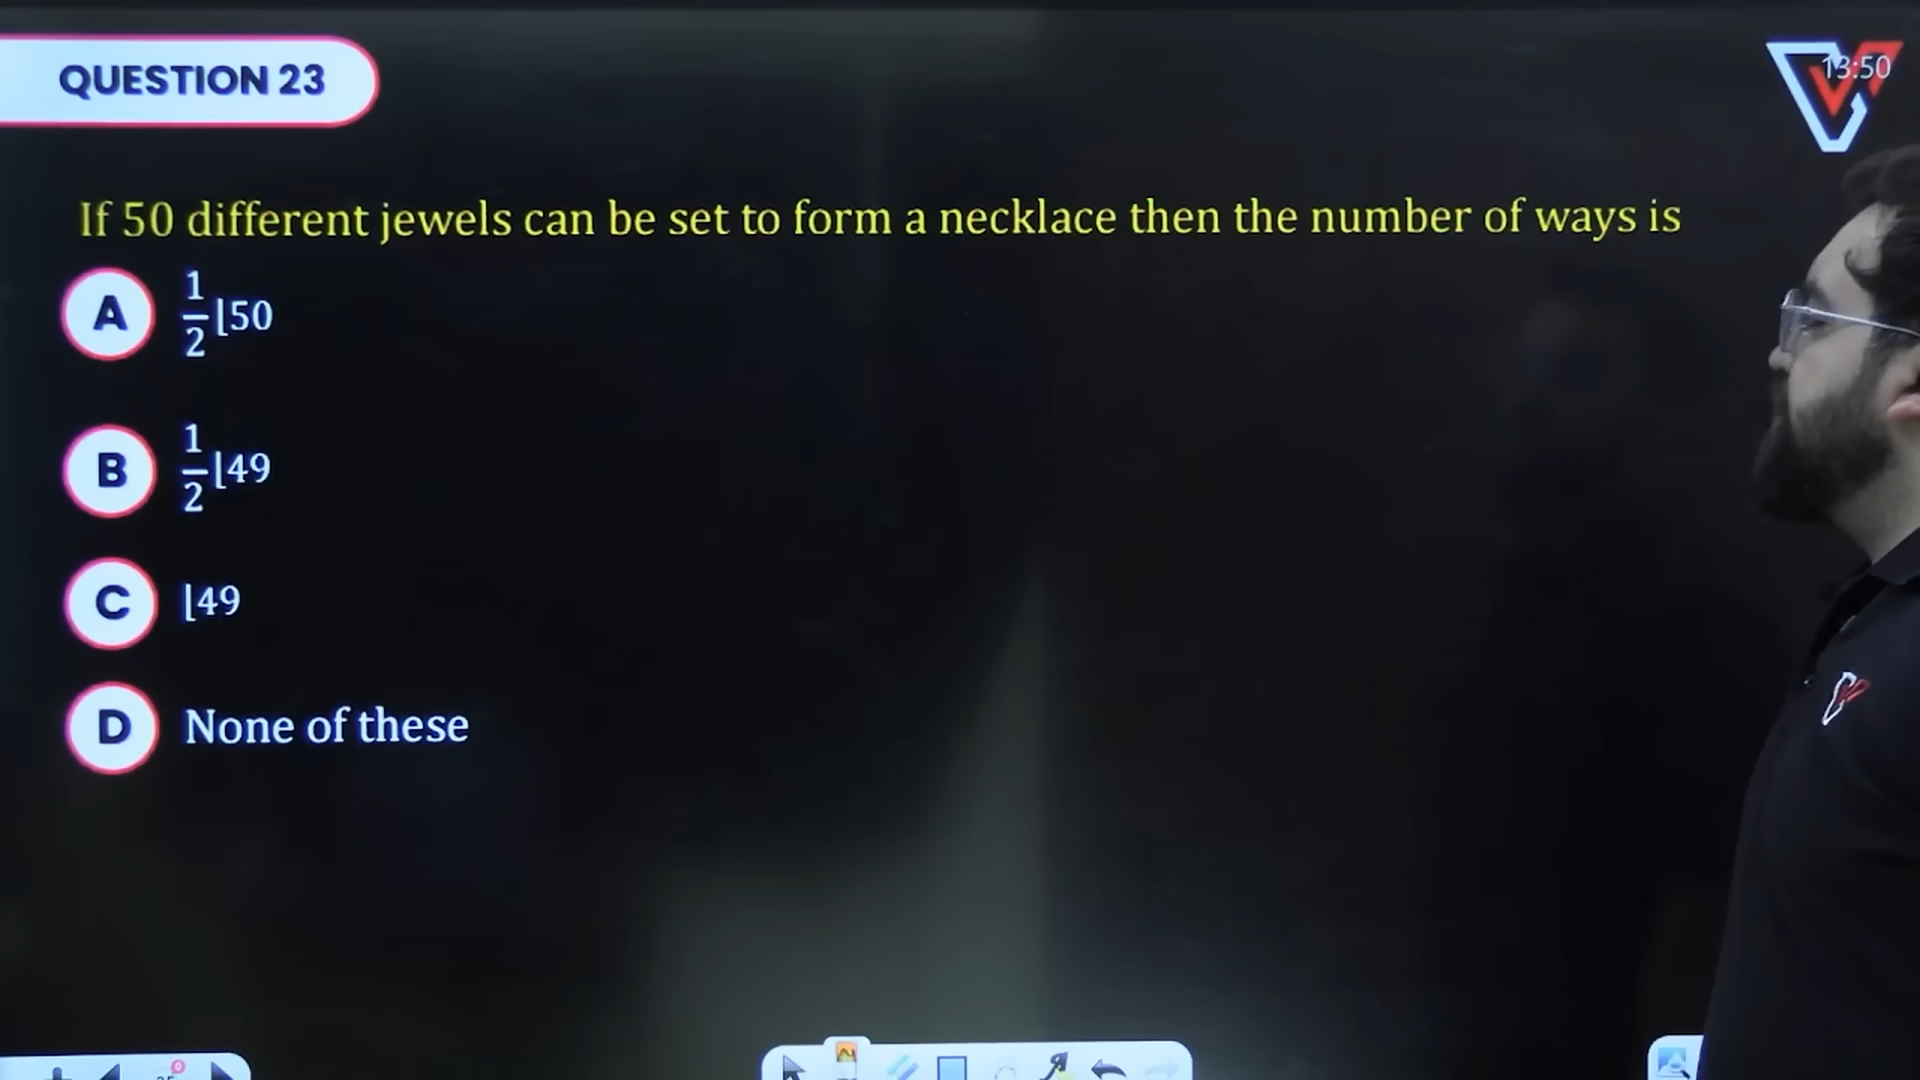 QUESTION 23
13:50
If 50 different jewels can be set to form a necklace then the number of ways is
A 1/2 ⌊50
B 1/2 ⌊49
C ⌊49
D None of these